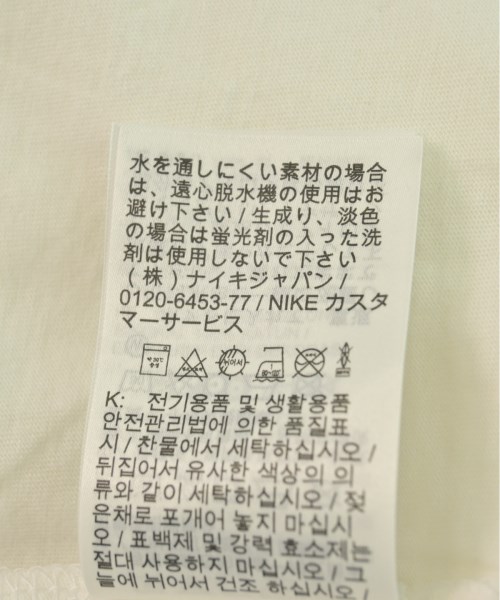 水を通しにくい素材の場合
は、遠心脱水機の使用はお
避け下さい / 生成り、淡色
の場合は蛍光剤の入った洗
剤は使用しないで下さい
(株) ナイキジャパン /
0120-6453-77 / NIKE カスタ
マーサービス
K: 전기용품 및 생활용품
안전관리법에 의한 품질표
시 / 찬물에서 세탁하십시오 /
뒤집어서 유사한 색상의 의
류와 같이 세탁하십시오 / 젖
은채로 포개어 놓지 마십시
오 / 표백제 및 강력 효소제는
절대 사용하지 마십시오 / 그
늘에 뉘어서 건조 하십시오 /